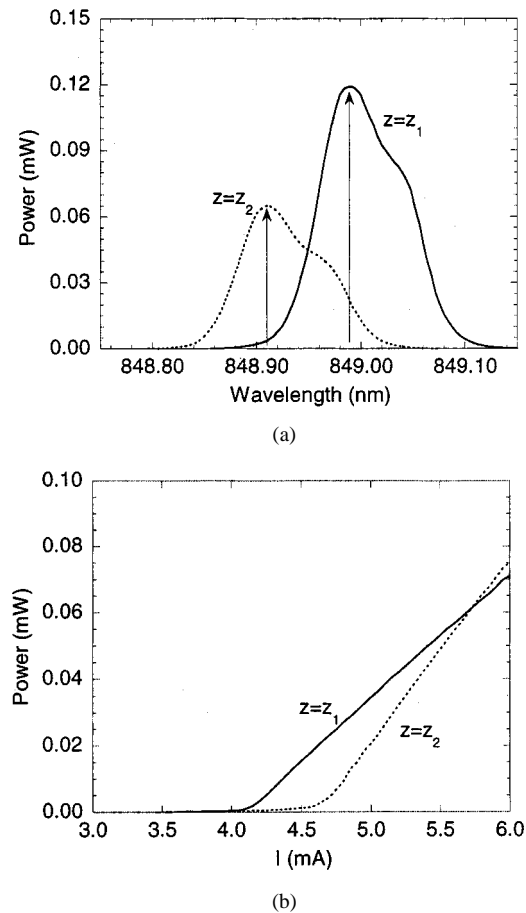 0.15
0.12
0.09
0.06
0.03
0.00
Power (mW)
z=z1
z=z2
848.80 848.90 849.00 849.10
Wavelength (nm)
(a)
0.10
0.08
0.06
0.04
0.02
0.00
Power (mW)
z=z1
z=z2
3.0 3.5 4.0 4.5 5.0 5.5 6.0
I (mA)
(b)